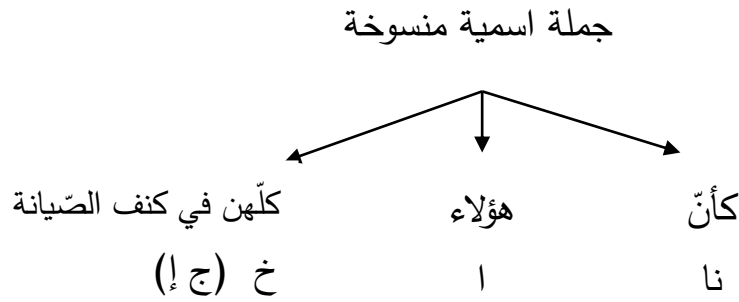 جملة اسمية منسوخة
كأنّ هؤلاء كلّهن في كنف الصّيانة
نا ا خ (ج إ)